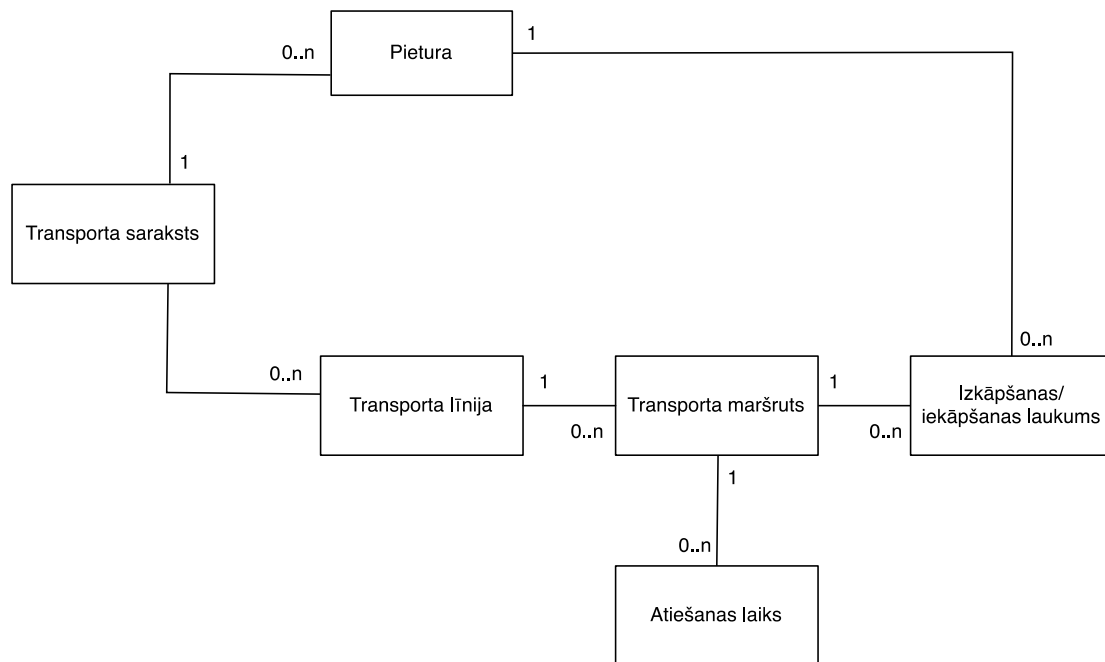 1
Pietura
0..n
1
Transporta saraksts
0..n
0..n
1
1
Transporta līnija
Transporta maršruts
Izkāpšanas/
iekāpšanas laukums
0..n
0..n
1
0..n
Atiešanas laiks